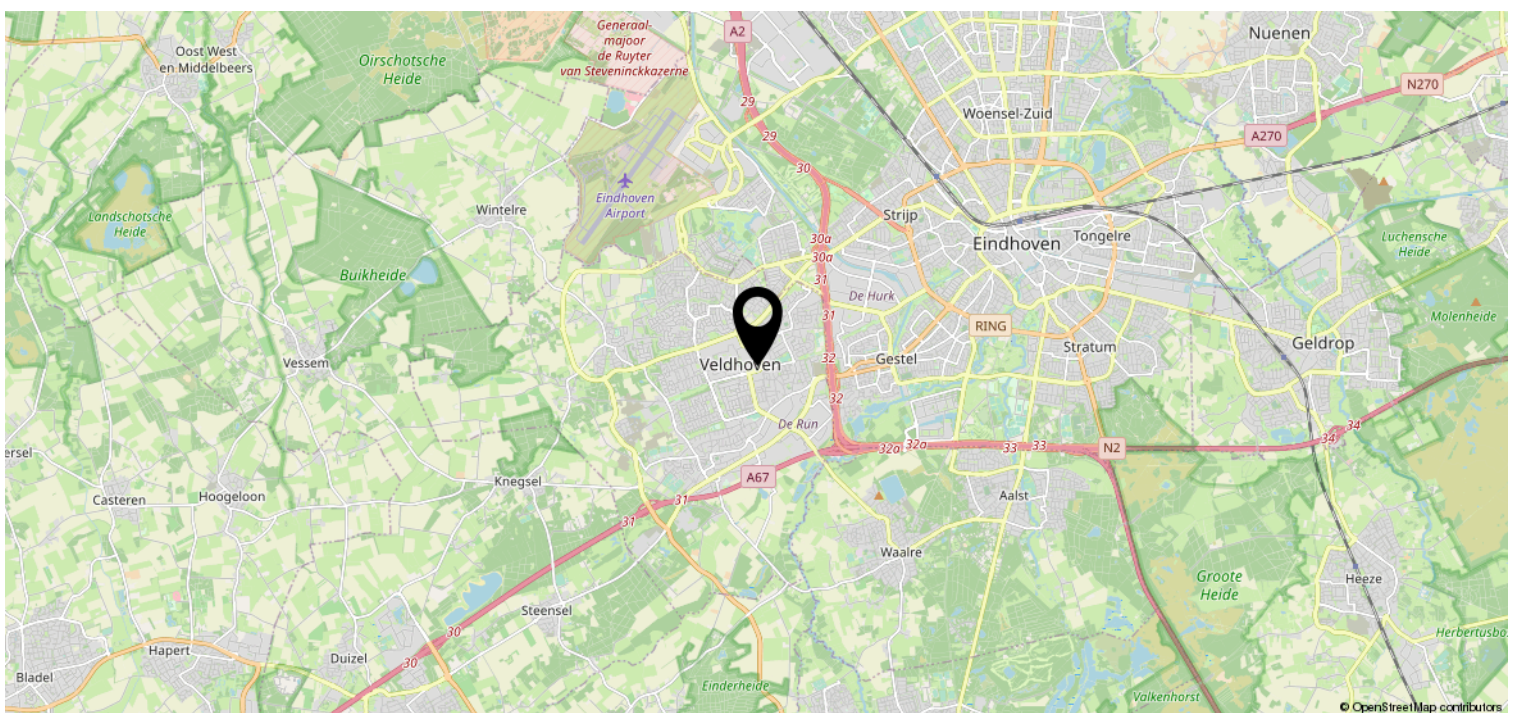 Generaal-
majoor
de Ruyter
van Steveninckkazerne
A2
Nuenen
Oost West
en Middelbeers
Oirschotsche
Heide
N270
29
Woensel-Zuid
29
A270
30
Eindhoven
Airport
Landschotsche
Heide
Wintelre
Strijp
Eindhoven
Tongelre
30a
30a
Luchensche
Heide
Buikheide
31
De Hurk
31
RING
Molenheide
Geldrop
Stratum
Vessem
Veldhoven
32
Gestel
32
De Run
32a
32a
33
33
N2
34
34
ersel
A67
Knegsel
Casteren
Hoogeloon
31
31
Aalst
Waalre
Groote
Heide
Heeze
Steensel
30
Herbertusbo
Hapert
Duizel
30
Bladel
Einderheide
Valkenhorst
© OpenStreetMap contributors